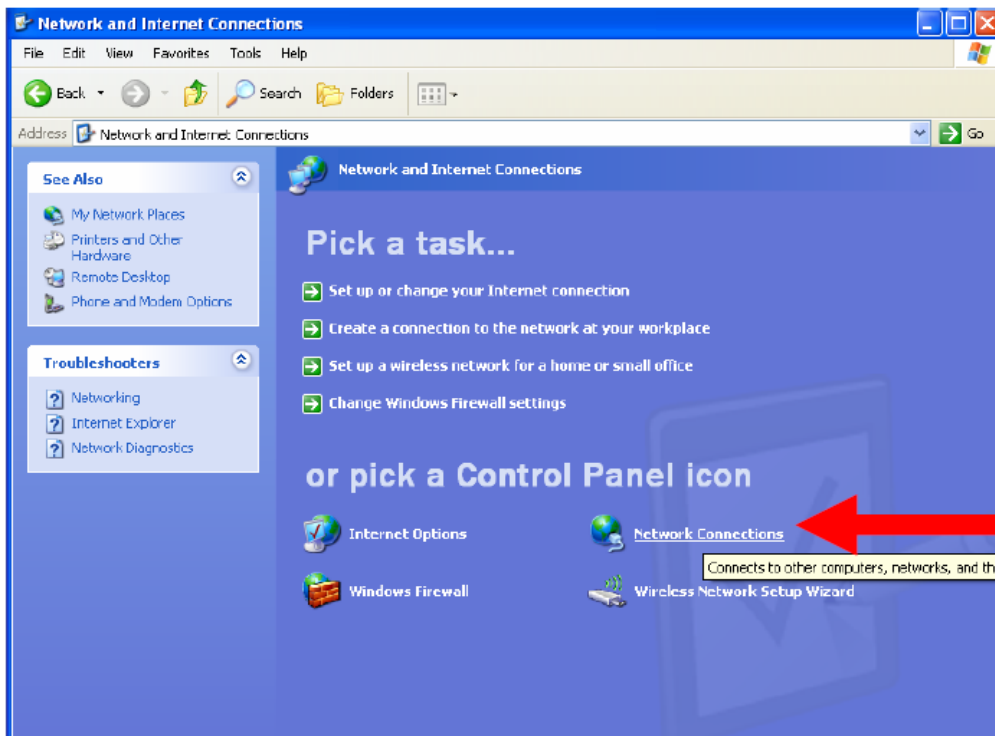 Network and Internet Connections
File Edit View Favorites Tools Help
Back Search Folders
Address Network and Internet Connections Go
See Also
My Network Places
Printers and Other
Hardware
Remote Desktop
Phone and Modem Options
Troubleshooters
Networking
Internet Explorer
Network Diagnostics
Network and Internet Connections
Pick a task...
Set up or change your Internet connection
Create a connection to the network at your workplace
Set up a wireless network for a home or small office
Change Windows Firewall settings
or pick a Control Panel icon
Internet Options
Network Connections
Connects to other computers, networks, and th
Windows Firewall
Wireless Network Setup Wizard